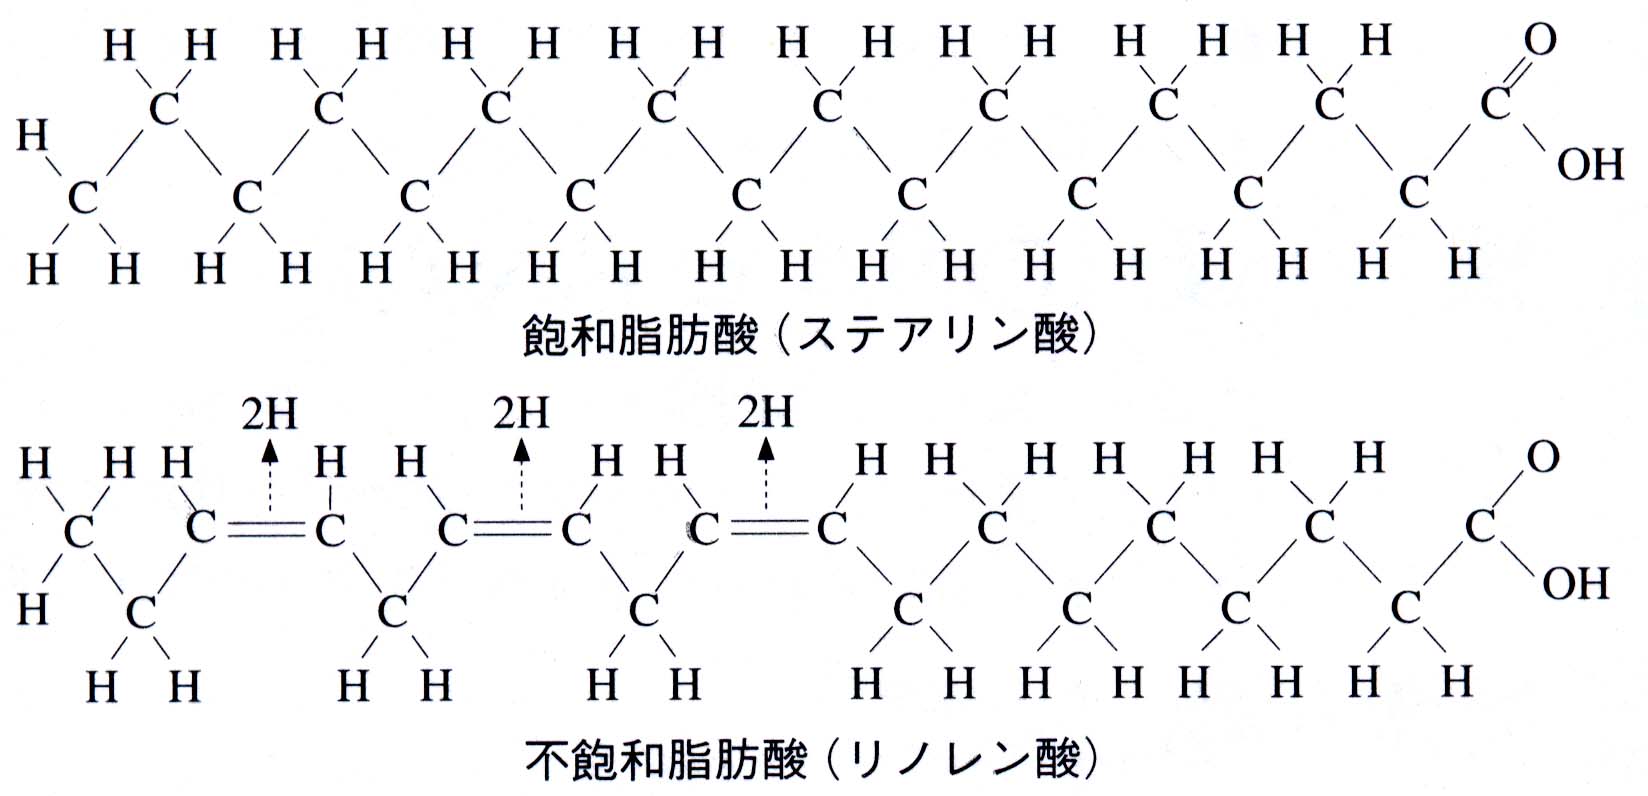 H H H H H H H H H H H H H H H H O
C C C C C C C C C
H OH
C C C C C C C C C
H H H H H H H H H H H H H H H H H H
飽和脂肪酸(ステアリン酸)
2H 2H 2H
H H H H H H H H H H H H H H O
C C C C C C C C C C C
OH
H C C C C C C C
H H H H H H H H H H H H H H
不飽和脂肪酸(リノレン酸)